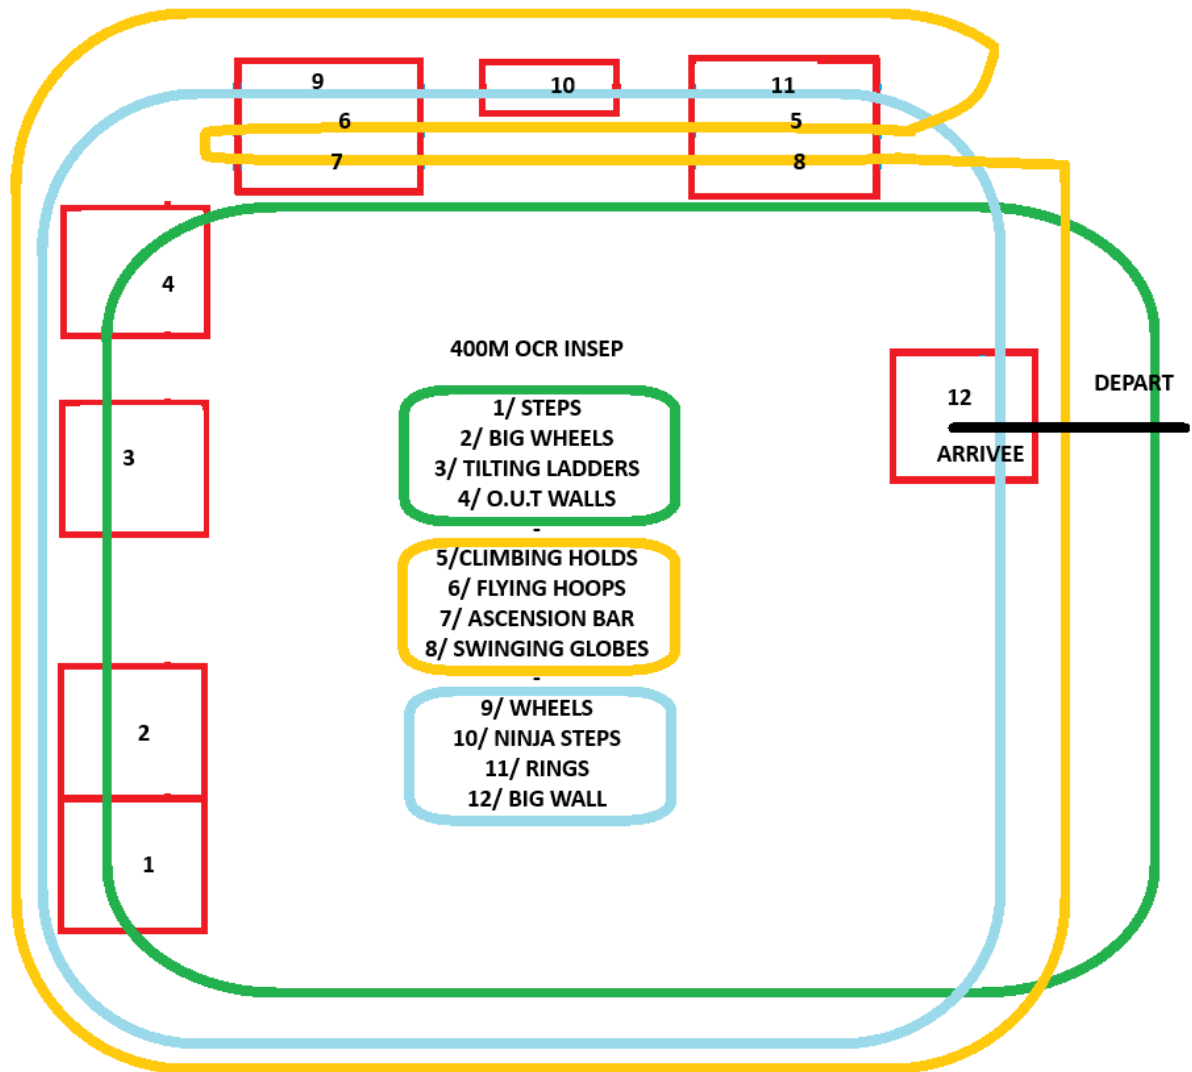 9
10
11
6
5
7
8
4
400M OCR INSEP
DEPART
12
1/ STEPS
2/ BIG WHEELS
3
3/ TILTING LADDERS
ARRIVEE
4/ O.U.T WALLS
-
5/CLIMBING HOLDS
6/ FLYING HOOPS
7/ ASCENSION BAR
8/ SWINGING GLOBES
-
9/ WHEELS
2
10/ NINJA STEPS
11/ RINGS
12/ BIG WALL
1